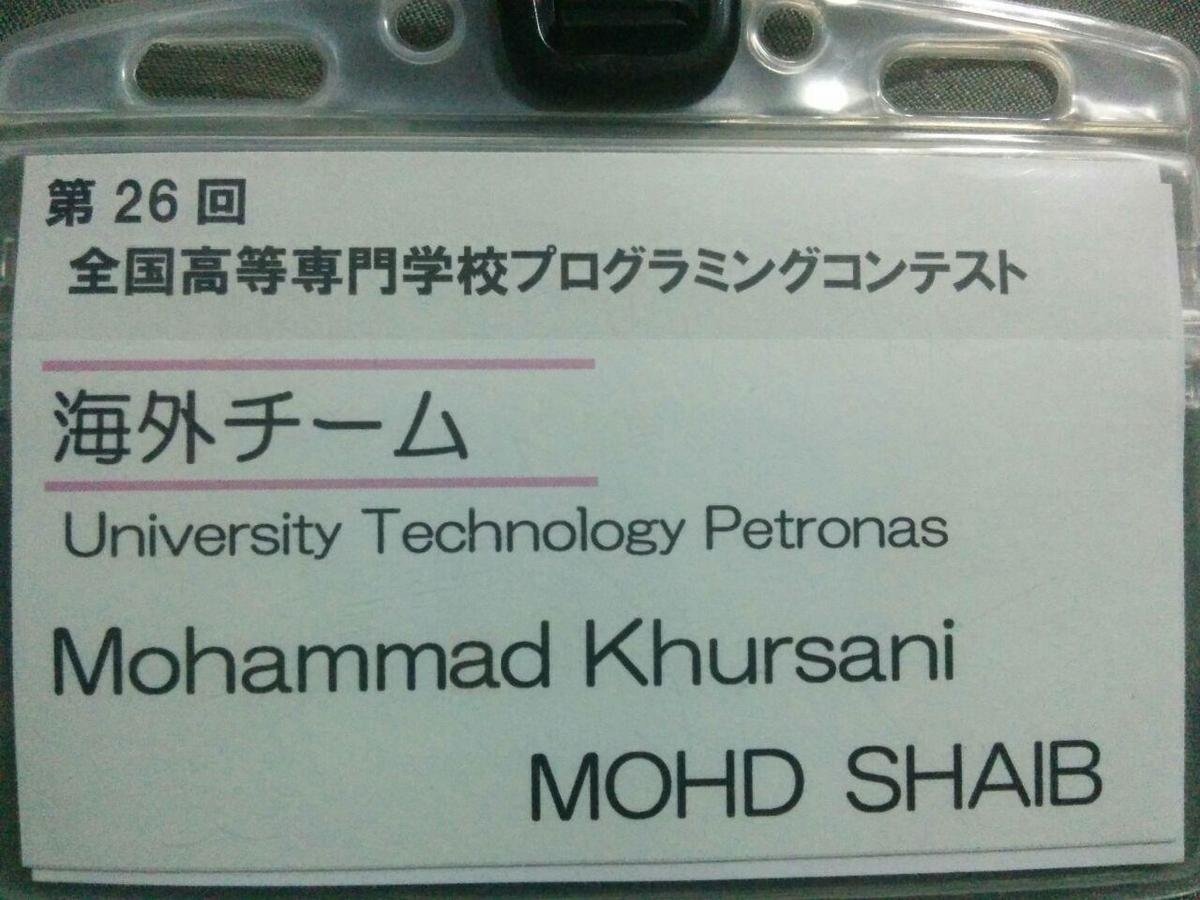 第 26 回
全国高等専門学校プログラミングコンテスト
海外チーム
University Technology Petronas
Mohammad Khursani
MOHD SHAIB